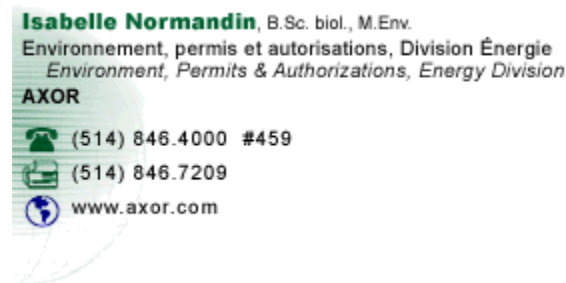 Isabelle Normandin, B.Sc. biol., M.Env.
Environnement, permis et autorisations, Division Énergie
Environment, Permits & Authorizations, Energy Division
AXOR
(514) 846.4000 #459
(514) 846.7209
www.axor.com